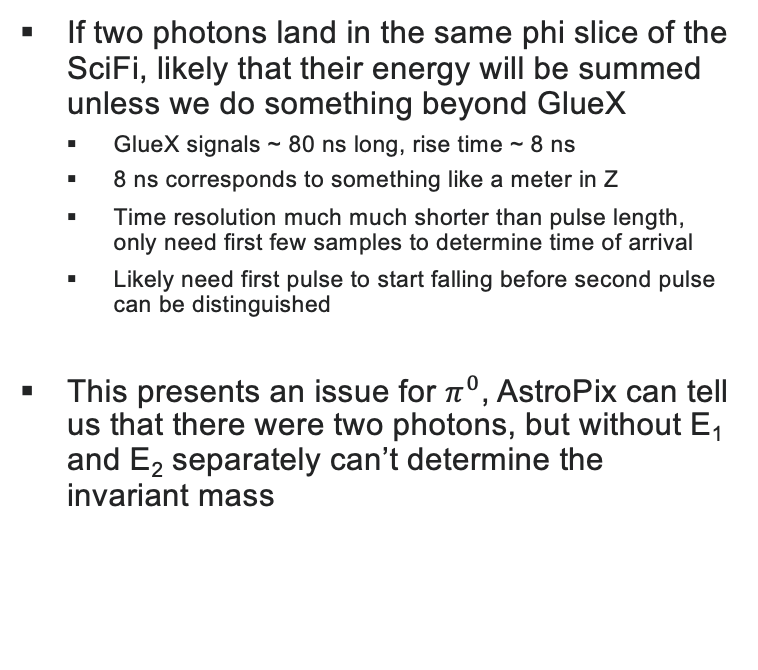 ▪ If two photons land in the same phi slice of the
SciFi, likely that their energy will be summed
unless we do something beyond GlueX
▪ GlueX signals ~ 80 ns long, rise time ~ 8 ns
▪ 8 ns corresponds to something like a meter in Z
▪ Time resolution much much shorter than pulse length,
only need first few samples to determine time of arrival
▪ Likely need first pulse to start falling before second pulse
can be distinguished
▪ This presents an issue for π⁰, AstroPix can tell
us that there were two photons, but without E₁
and E₂ separately can’t determine the
invariant mass